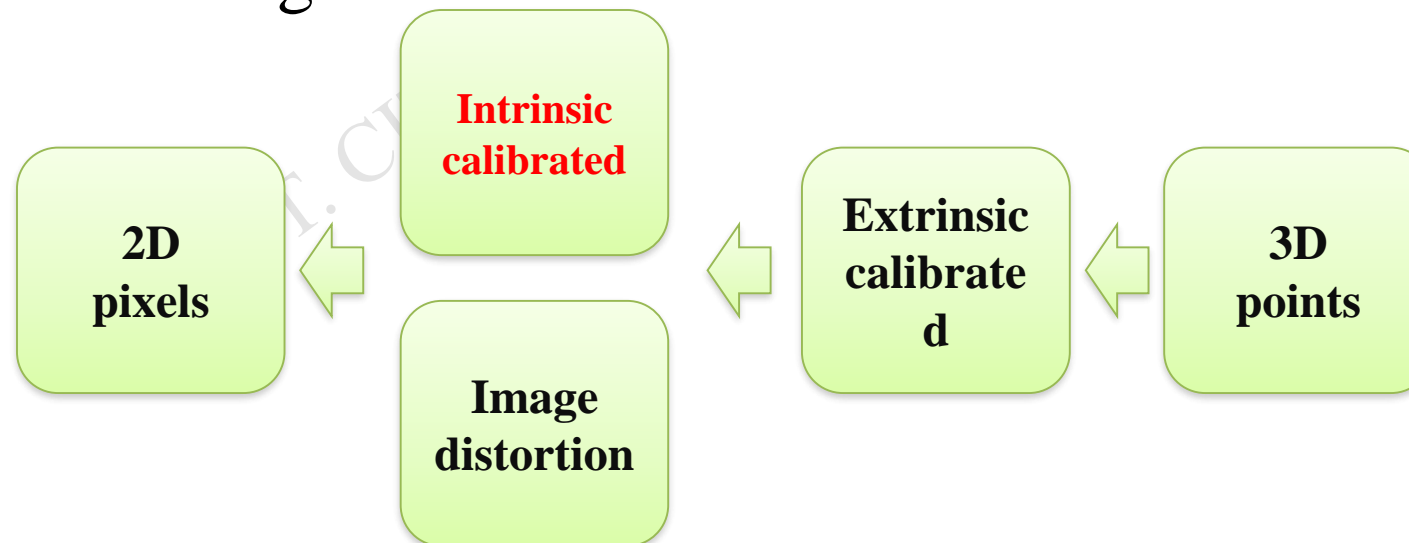 Intrinsic
calibrated
2D
pixels
Extrinsic
calibrate
d
3D
points
Image
distortion